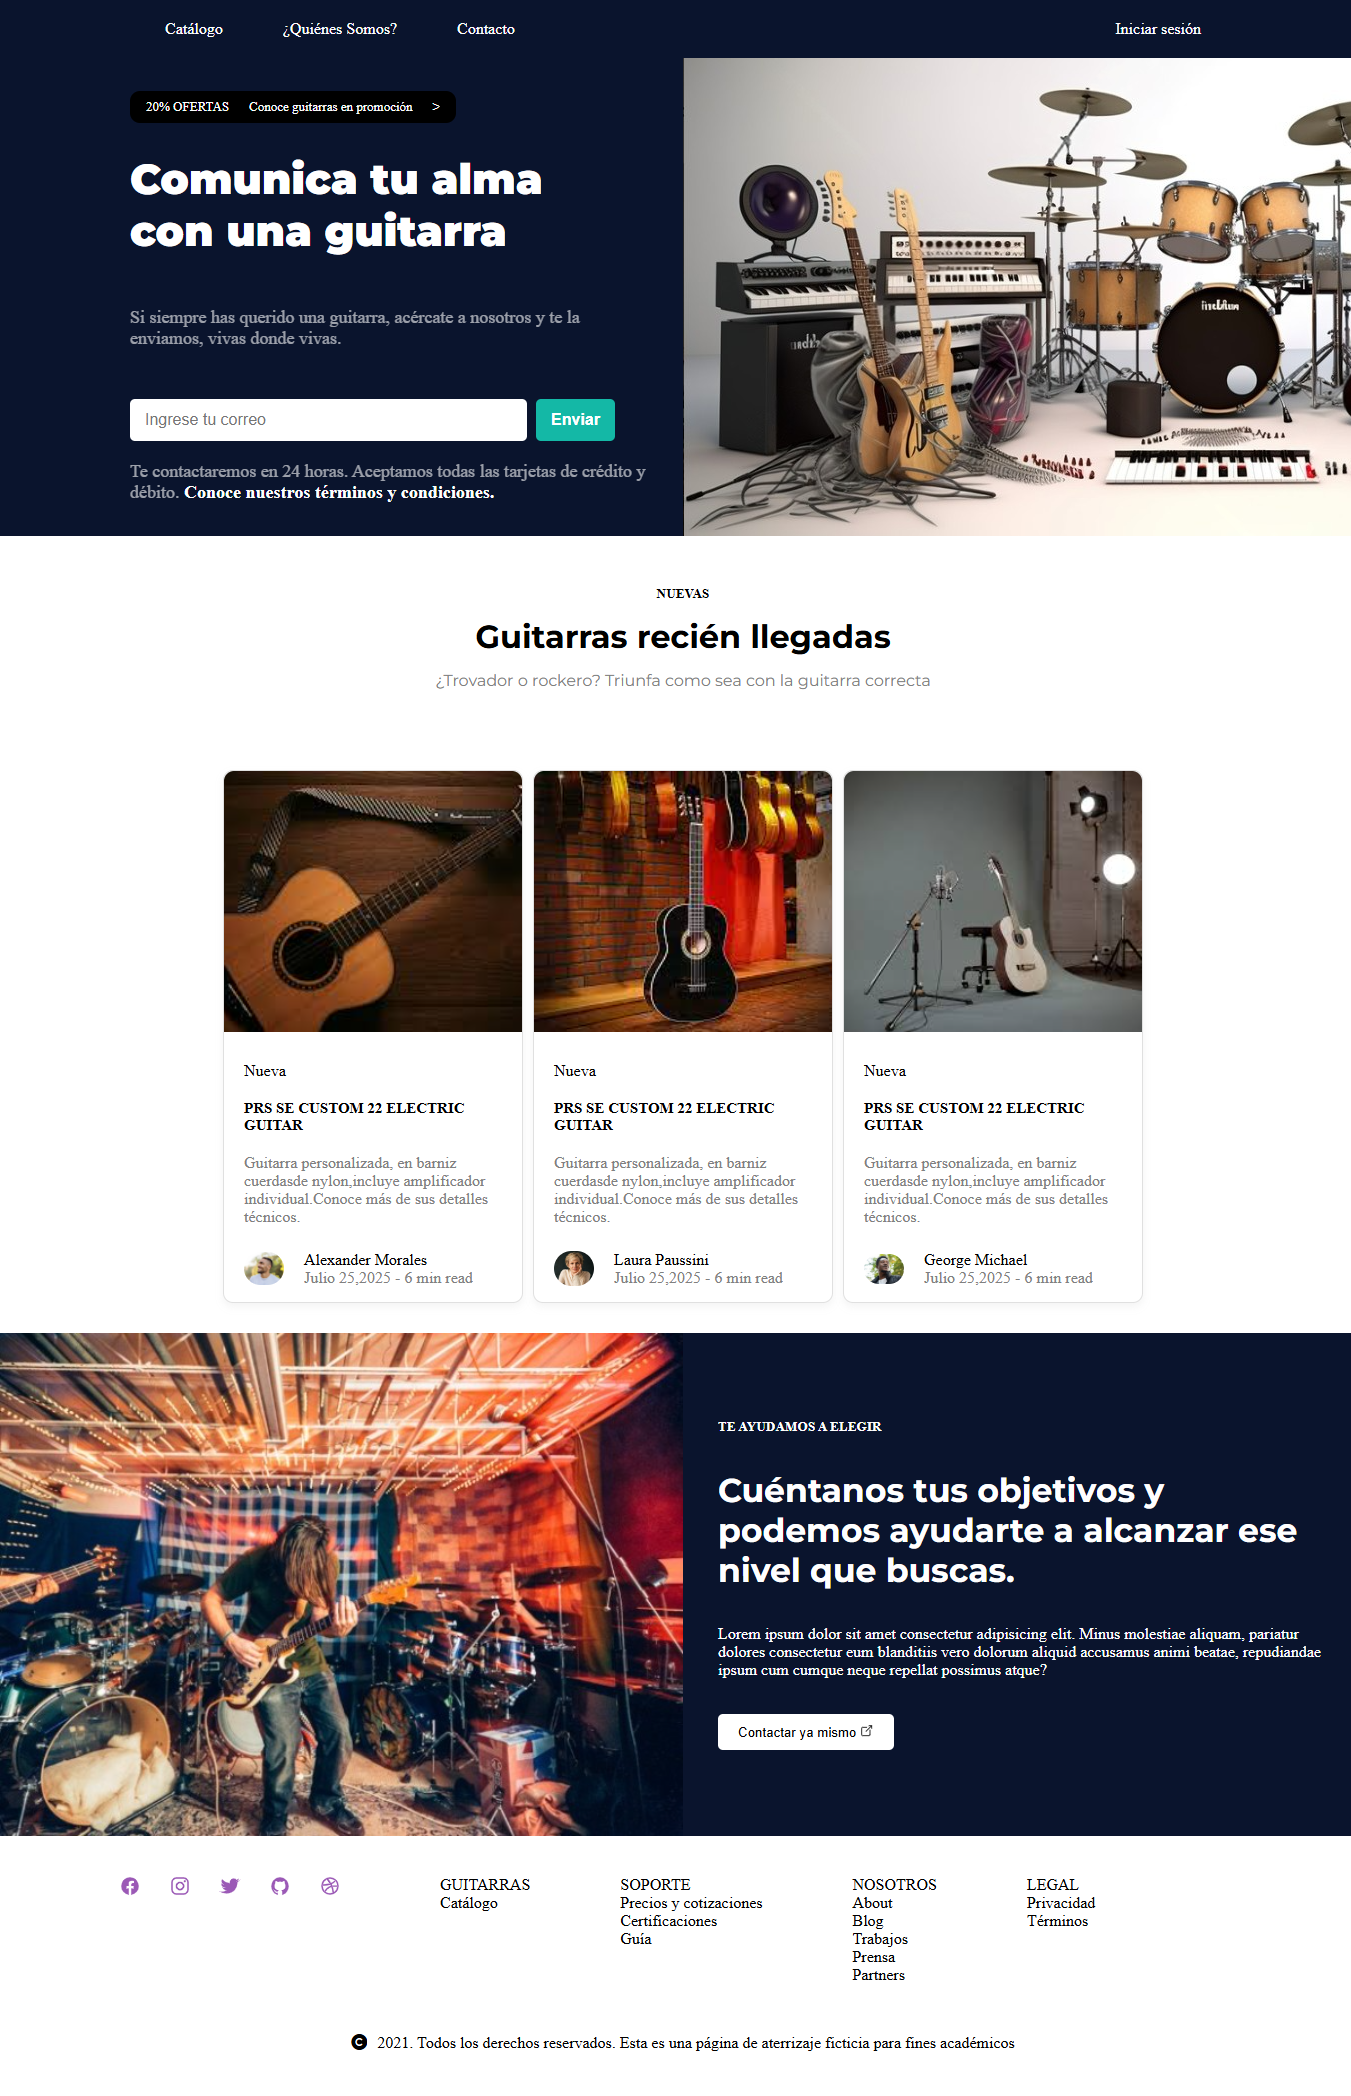 Catálogo ¿Quiénes Somos? Contacto Iniciar sesión
20% OFERTAS Conoce guitarras en promoción >
Comunica tu alma
con una guitarra
Si siempre has querido una guitarra, acércate a nosotros y te la
enviamos, vivas donde vivas.
Ingrese tu correo Enviar
Te contactaremos en 24 horas. Aceptamos todas las tarjetas de crédito y
débito. Conoce nuestros términos y condiciones.
NUEVAS
Guitarras recién llegadas
¿Trovador o rockero? Triunfa como sea con la guitarra correcta
Nueva
PRS SE CUSTOM 22 ELECTRIC
GUITAR
Guitarra personalizada, en barniz
cuerdasde nylon,incluye amplificador
individual.Conoce más de sus detalles
técnicos.
Alexander Morales
Julio 25,2025 - 6 min read
Nueva
PRS SE CUSTOM 22 ELECTRIC
GUITAR
Guitarra personalizada, en barniz
cuerdasde nylon,incluye amplificador
individual.Conoce más de sus detalles
técnicos.
Laura Paussini
Julio 25,2025 - 6 min read
Nueva
PRS SE CUSTOM 22 ELECTRIC
GUITAR
Guitarra personalizada, en barniz
cuerdasde nylon,incluye amplificador
individual.Conoce más de sus detalles
técnicos.
George Michael
Julio 25,2025 - 6 min read
TE AYUDAMOS A ELEGIR
Cuéntanos tus objetivos y
podemos ayudarte a alcanzar ese
nivel que buscas.
Lorem ipsum dolor sit amet consectetur adipisicing elit. Minus molestiae aliquam, pariatur
dolores consectetur eum blanditiis vero dolorum aliquid accusamus animi beatae, repudiandae
ipsum cum cumque neque repellat possimus atque?
Contactar ya mismo
GUITARRAS
Catálogo
SOPORTE
Precios y cotizaciones
Certificaciones
Guía
NOSOTROS
About
Blog
Trabajos
Prensa
Partners
LEGAL
Privacidad
Términos
© 2021. Todos los derechos reservados. Esta es una página de aterrizaje ficticia para fines académicos